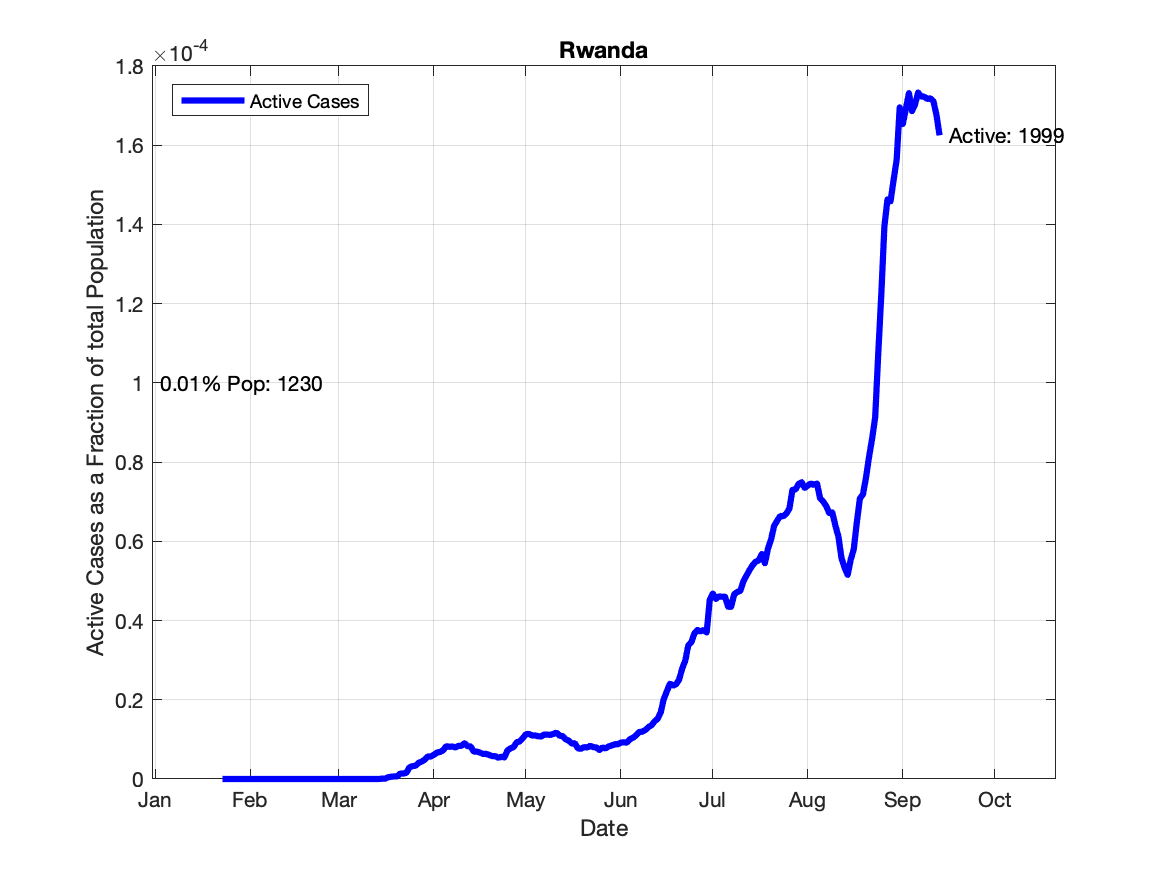 Rwanda
×10-4
1.8
1.6
1.4
1.2
1
0.8
0.6
0.4
0.2
0
Active Cases as a Fraction of total Population
Active Cases
Active: 1999
0.01% Pop: 1230
Jan Feb Mar Apr May Jun Jul Aug Sep Oct
Date